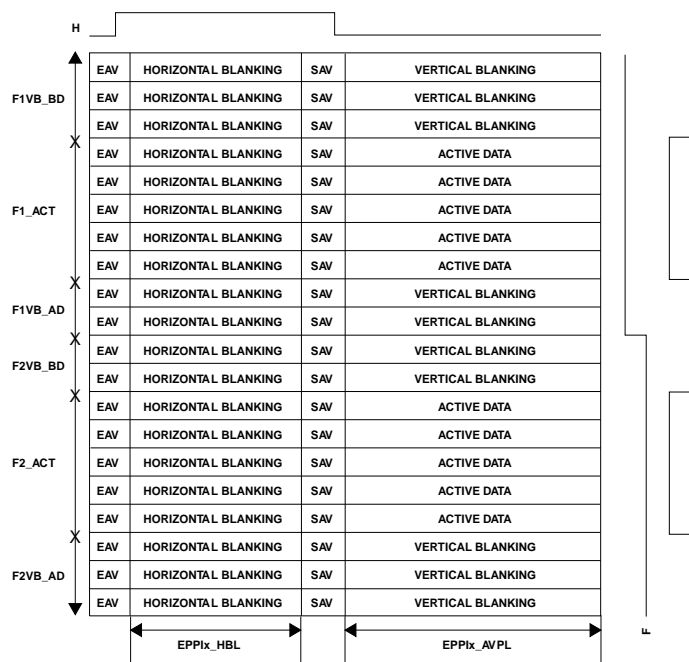 H
EAV HORIZONTAL BLANKING SAV VERTICAL BLANKING
F1VB_BD
EAV HORIZONTAL BLANKING SAV VERTICAL BLANKING
EAV HORIZONTAL BLANKING SAV VERTICAL BLANKING
EAV HORIZONTAL BLANKING SAV ACTIVE DATA
EAV HORIZONTAL BLANKING SAV ACTIVE DATA
F1_ACT
EAV HORIZONTAL BLANKING SAV ACTIVE DATA
EAV HORIZONTAL BLANKING SAV ACTIVE DATA
EAV HORIZONTAL BLANKING SAV ACTIVE DATA
EAV HORIZONTAL BLANKING SAV VERTICAL BLANKING
F1VB_AD
EAV HORIZONTAL BLANKING SAV VERTICAL BLANKING
EAV HORIZONTAL BLANKING SAV VERTICAL BLANKING
F2VB_BD
EAV HORIZONTAL BLANKING SAV VERTICAL BLANKING
EAV HORIZONTAL BLANKING SAV ACTIVE DATA
EAV HORIZONTAL BLANKING SAV ACTIVE DATA
F2_ACT
EAV HORIZONTAL BLANKING SAV ACTIVE DATA
EAV HORIZONTAL BLANKING SAV ACTIVE DATA
EAV HORIZONTAL BLANKING SAV ACTIVE DATA
EAV HORIZONTAL BLANKING SAV VERTICAL BLANKING
F2VB_AD
EAV HORIZONTAL BLANKING SAV VERTICAL BLANKING
EAV HORIZONTAL BLANKING SAV VERTICAL BLANKING
F
EPPIx_HBL EPPIx_AVPL